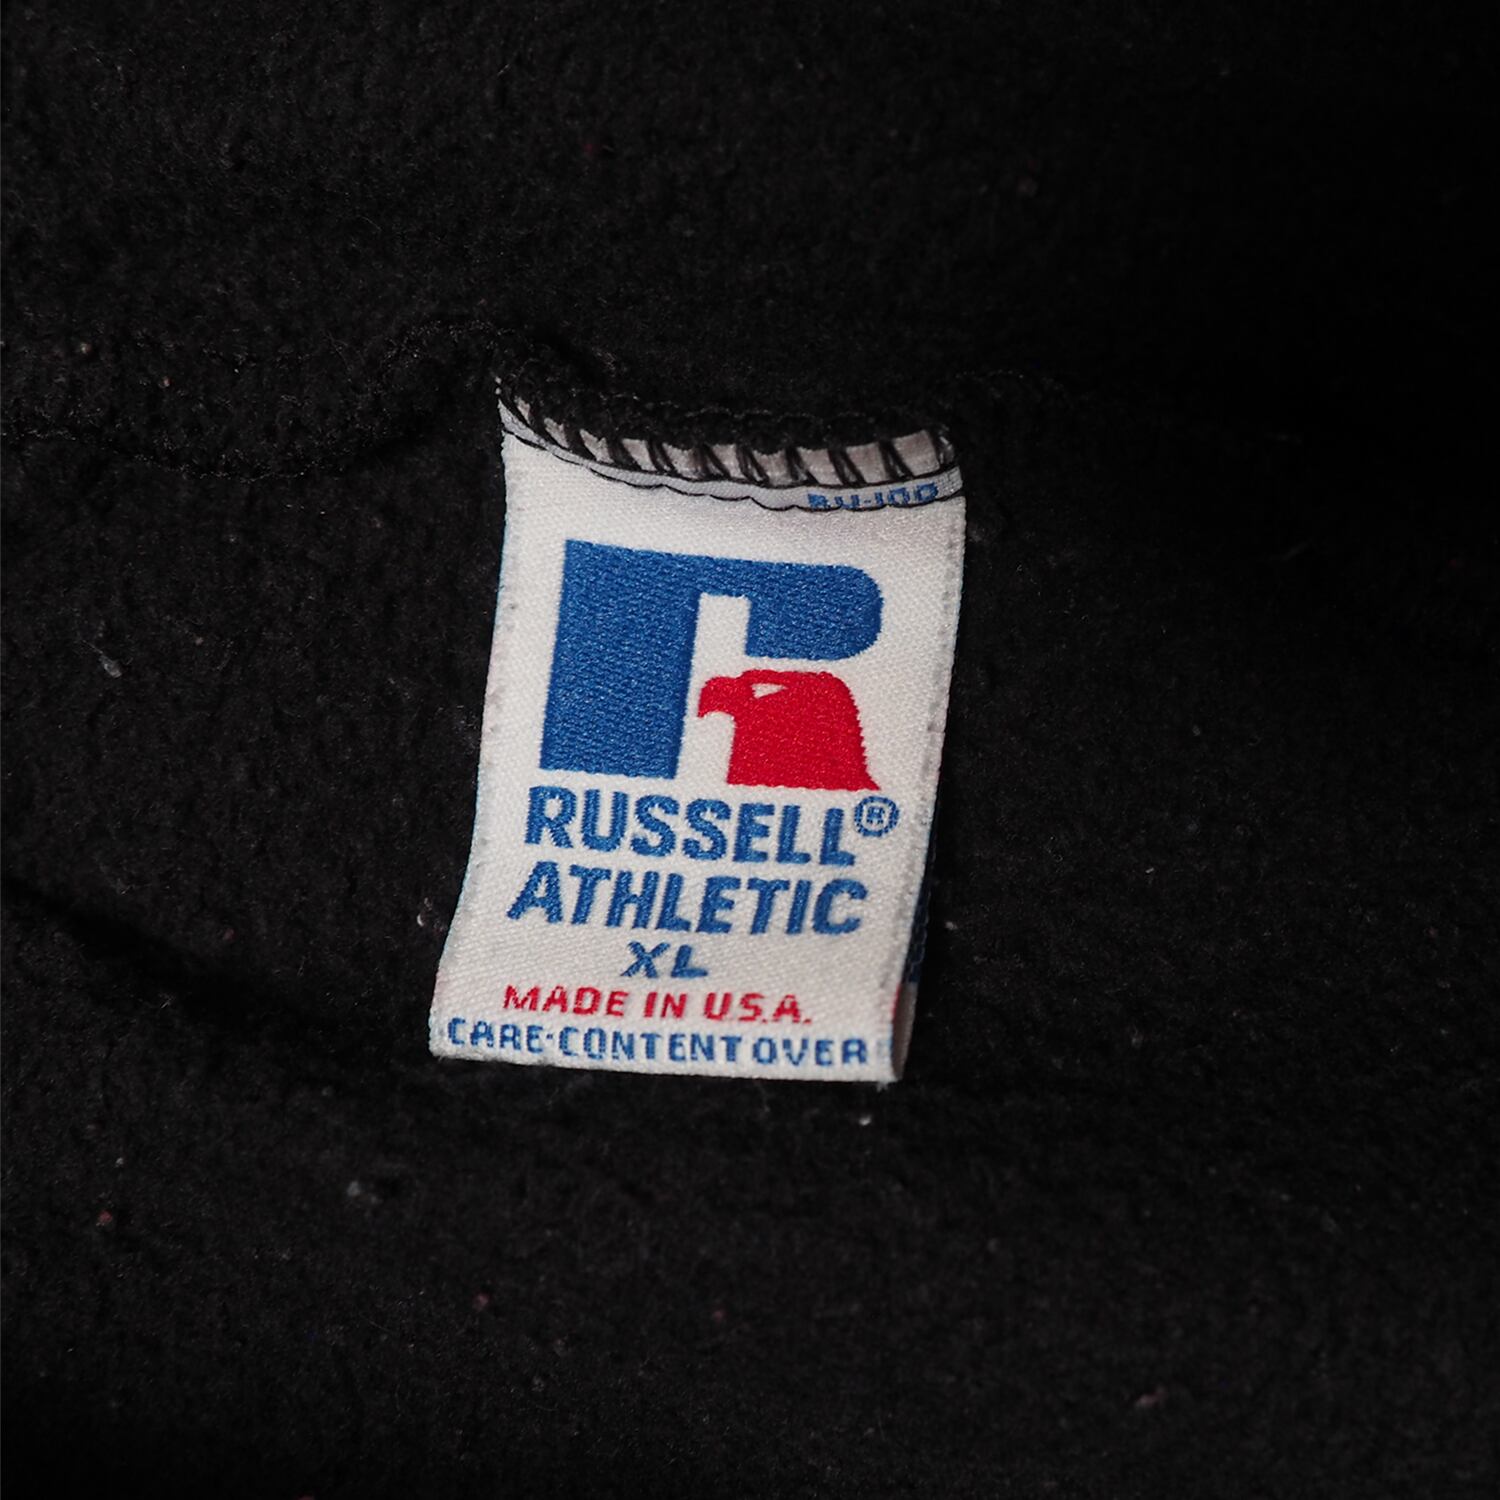 RUSSELL®
ATHLETIC
XL
MADE IN U.S.A.
CARE·CONTENT OVER